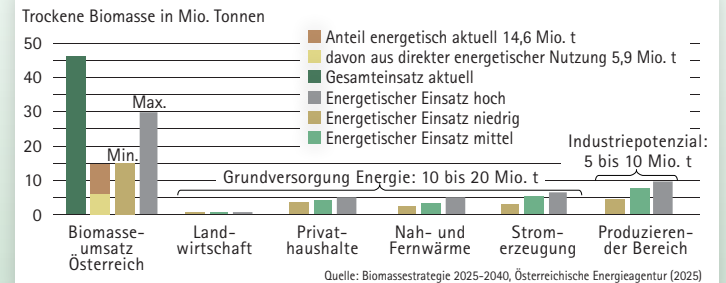 Trockene Biomasse in Mio. Tonnen
50
40
30
20
10
0
Anteil energetisch aktuell 14,6 Mio. t
davon aus direkter energetischer Nutzung 5,9 Mio. t
Gesamteinsatz aktuell
Energetischer Einsatz hoch
Energetischer Einsatz niedrig
Energetischer Einsatz mittel
Max.
Min.
Industriepotenzial:
5 bis 10 Mio. t
Grundversorgung Energie: 10 bis 20 Mio. t
Biomasse-
umsatz
Österreich
Land-
wirtschaft
Privat-
haushalte
Nah- und
Fernwärme
Strom-
erzeugung
Produzieren-
der Bereich
Quelle: Biomassestrategie 2025-2040, Österreichische Energieagentur (2025)